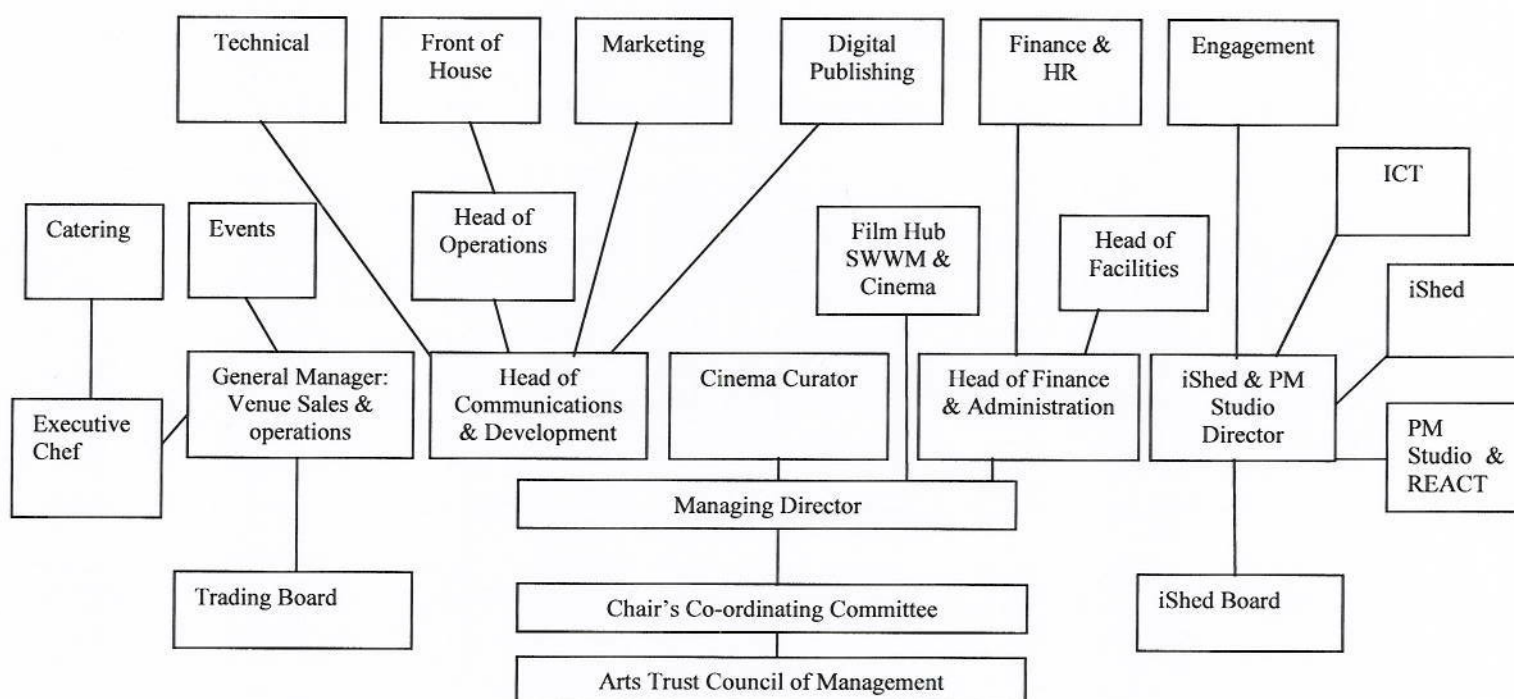 Technical
Front of
House
Marketing
Digital
Publishing
Finance &
HR
Engagement
ICT
Catering
Events
Head of
Operations
Film Hub
SWWM &
Cinema
Head of
Facilities
iShed
General Manager:
Venue Sales &
operations
Head of
Communications
& Development
Cinema Curator
Head of Finance
& Administration
iShed & PM
Studio
Director
Executive
Chef
PM
Studio &
REACT
Managing Director
Trading Board
Chair's Co-ordinating Committee
iShed Board
Arts Trust Council of Management